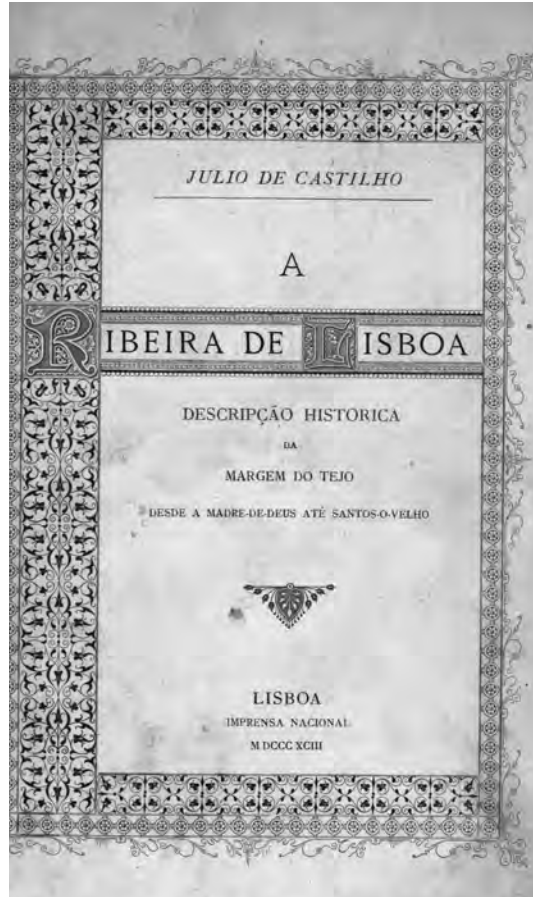 JULIO DE CASTILHO
A
RIBEIRA DE LISBOA
DESCRIPÇÃO HISTORICA
DA
MARGEM DO TEJO
DESDE A MADRE-DE-DEUS ATÉ SANTOS-O-VELHO
LISBOA
IMPRENSA NACIONAL
M DCCC XCIII